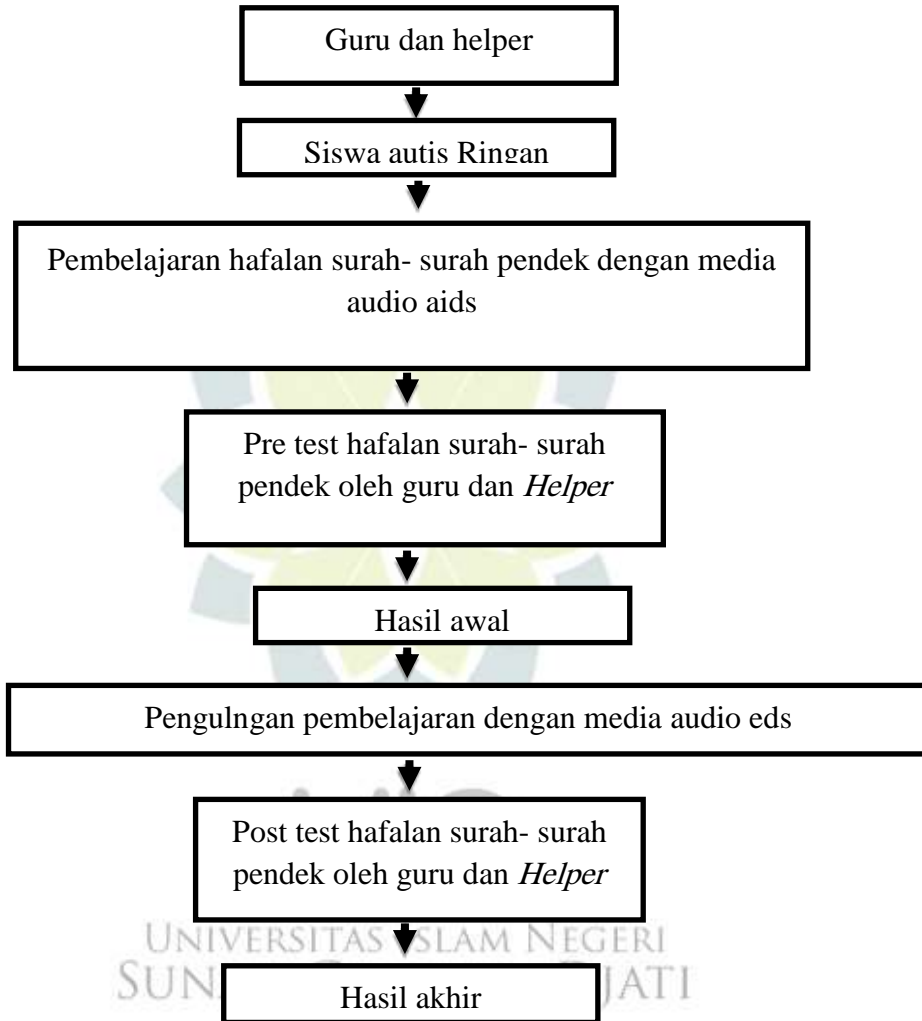 Guru dan helper
Siswa autis Ringan
Pembelajaran hafalan surah- surah pendek dengan media
audio aids
Pre test hafalan surah- surah
pendek oleh guru dan Helper
Hasil awal
Pengulngan pembelajaran dengan media audio eds
Post test hafalan surah- surah
pendek oleh guru dan Helper
UNIVERSITAS ISLAM NEGERI
Hasil akhir